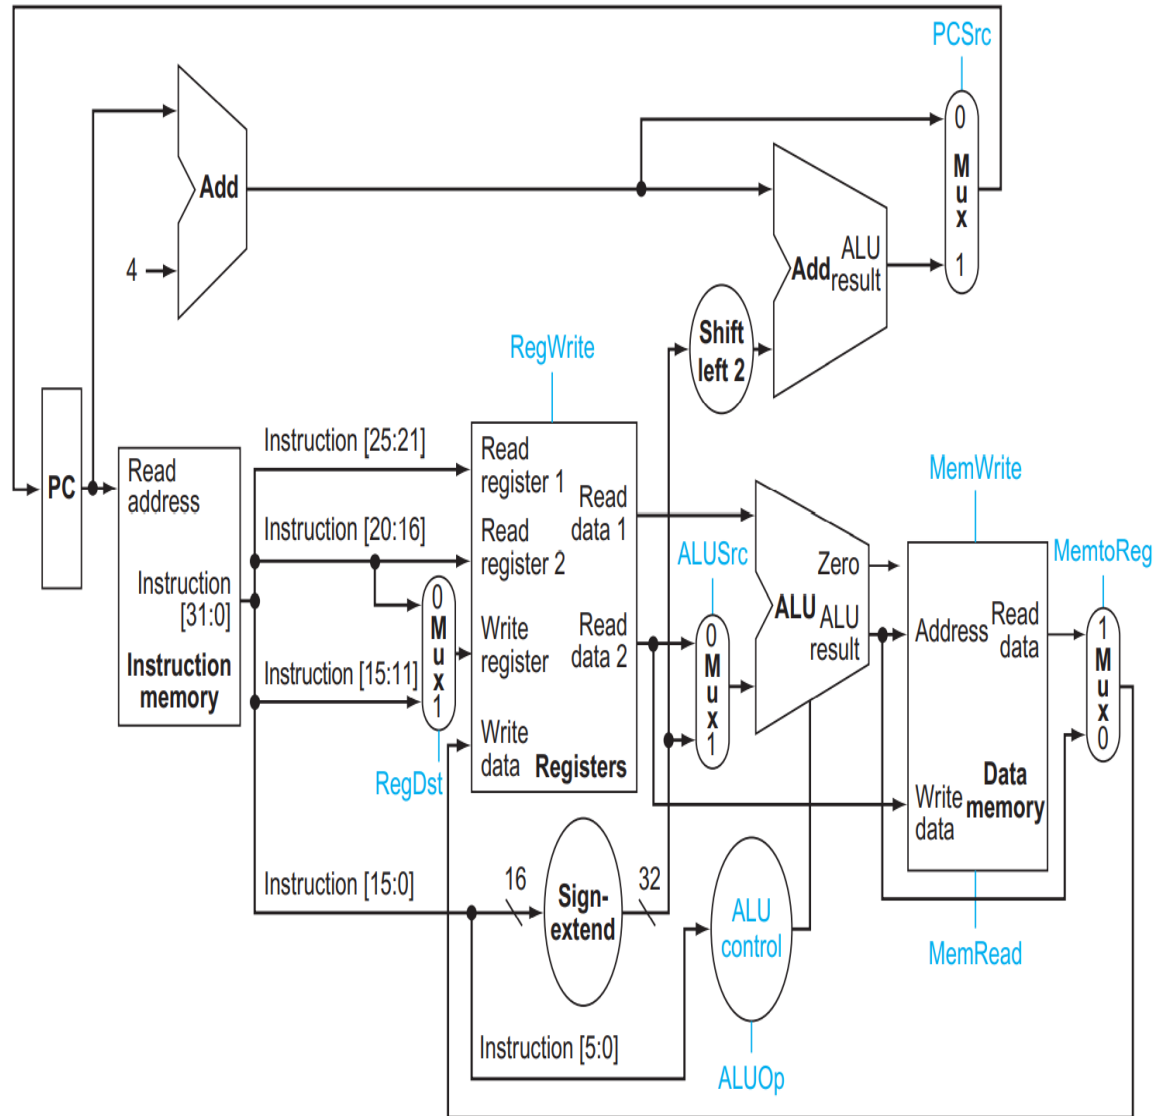 PCSrc
0
M
u
x
1
Add
4
Add
ALU
result
Shift
left 2
RegWrite
PC
Read
address
Instruction
[31:0]
Instruction
memory
Instruction [25:21]
Instruction [20:16]
Instruction [15:11]
Instruction [15:0]
0
M
u
x
1
RegDst
Read
register 1
Read
register 2
Write
register
Write
data
Read
data 1
Read
data 2
Registers
16
Sign-
extend
32
Instruction [5:0]
ALUSrc
0
M
u
x
1
Zero
ALU
ALU
result
ALU
control
ALUOp
MemWrite
Address
Read
data
Write
data
Data
memory
MemRead
MemtoReg
1
M
u
x
0